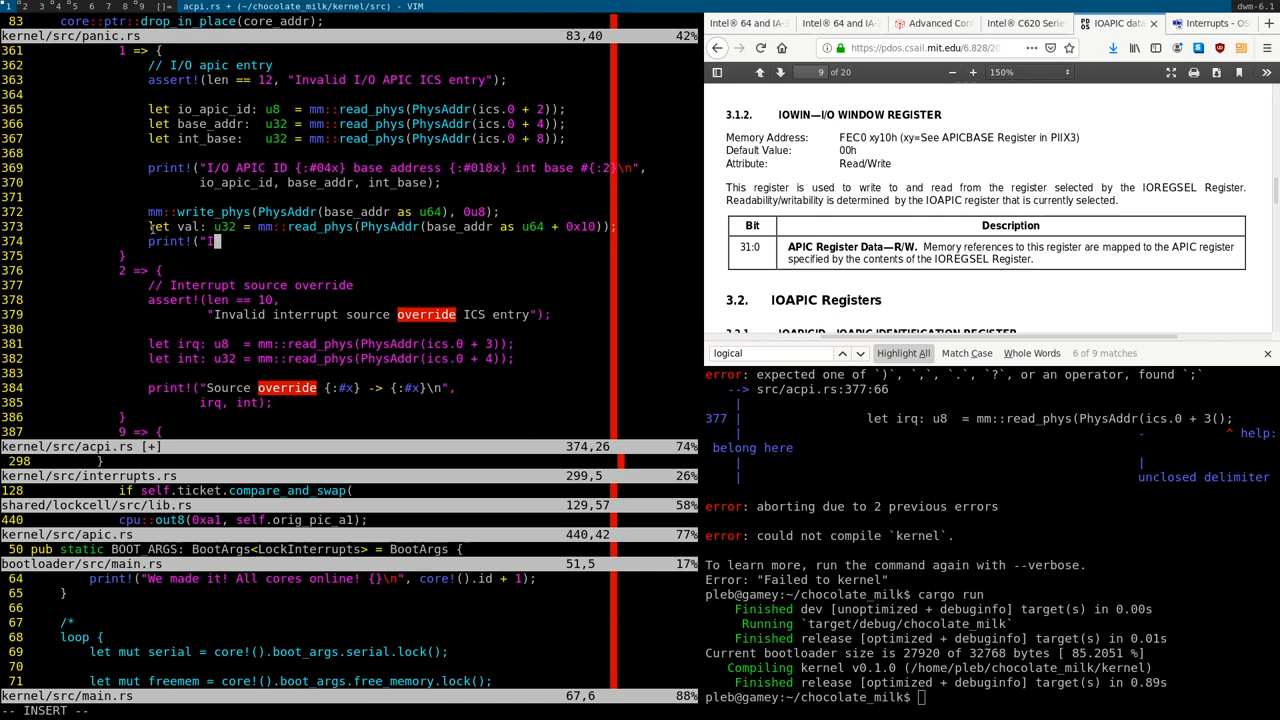 1 2 3 4 5 6 7 8 9 []= acpi.rs + (~/chocolate_milk/kernel/src) - VIM dwm-6.1
83 core::ptr::drop_in_place(core_addr);
kernel/src/panic.rs 83,40 42%
361 1 => {
362 // I/O apic entry
363 assert!(len == 12, "Invalid I/O APIC ICS entry");
364
365 let io_apic_id: u8 = mm::read_phys(PhysAddr(ics.0 + 2));
366 let base_addr: u32 = mm::read_phys(PhysAddr(ics.0 + 4));
367 let int_base: u32 = mm::read_phys(PhysAddr(ics.0 + 8));
368
369 print!("I/O APIC ID {:#04x} base address {:#018x} int base #{:2}\n",
370 io_apic_id, base_addr, int_base);
371
372 mm::write_phys(PhysAddr(base_addr as u64), 0u8);
373 let val: u32 = mm::read_phys(PhysAddr(base_addr as u64 + 0x10));
374 print!("I
375 }
376 2 => {
377 // Interrupt source override
378 assert!(len == 10,
379 "Invalid interrupt source override ICS entry");
380
381 let irq: u8 = mm::read_phys(PhysAddr(ics.0 + 3));
382 let int: u32 = mm::read_phys(PhysAddr(ics.0 + 4));
383
384 print!("Source override {:#x} -> {:#x}\n",
385 irq, int);
386 }
387 9 => {
kernel/src/acpi.rs [+] 374,26 74%
298 }
kernel/src/interrupts.rs 299,5 26%
128 if self.ticket.compare_and_swap(
shared/lockcell/src/lib.rs 129,57 58%
440 cpu::out8(0xa1, self.orig_pic_a1);
kernel/src/apic.rs 440,42 77%
50 pub static BOOT_ARGS: BootArgs<LockInterrupts> = BootArgs {
bootloader/src/main.rs 51,5 17%
64 print!("We made it! All cores online! {}\n", core!().id + 1);
65 }
66
67 /*
68 loop {
69 let mut serial = core!().boot_args.serial.lock();
70
71 let mut freemem = core!().boot_args.free_memory.lock();
kernel/src/main.rs 67,6 88%
-- INSERT --
Intel® 64 and IA-3 Intel® 64 and IA- Advanced Con Intel® C620 Serie PD OS IOAPIC data Interrupts - OS
https://pdos.csail.mit.edu/6.828/20
9 of 20 150%
3.1.2. IOWIN—I/O WINDOW REGISTER
Memory Address: FEC0 xy10h (xy=See APICBASE Register in PIIX3)
Default Value: 00h
Attribute: Read/Write
This register is used to write to and read from the register selected by the IOREGSEL Register.
Readability/writability is determined by the IOAPIC register that is currently selected.
Bit Description
31:0 APIC Register Data—R/W. Memory references to this register are mapped to the APIC register
specified by the contents of the IOREGSEL Register.
3.2. IOAPIC Registers
3.2.1 IOAPICID—IOAPIC IDENTIFICATION REGISTER
logical Highlight All Match Case Whole Words 6 of 9 matches
error: expected one of `)`, `,`, `.`, `?`, or an operator, found `;`
--> src/acpi.rs:377:66
|
377 | let irq: u8 = mm::read_phys(PhysAddr(ics.0 + 3();
| - ^ help:
belong here
| |
| unclosed delimiter
error: aborting due to 2 previous errors
error: could not compile `kernel`.
To learn more, run the command again with --verbose.
Error: "Failed to kernel"
pleb@gamey:~/chocolate_milk$ cargo run
Finished dev [unoptimized + debuginfo] target(s) in 0.00s
Running `target/debug/chocolate_milk`
Finished release [optimized + debuginfo] target(s) in 0.01s
Current bootloader size is 27920 of 32768 bytes [ 85.2051 %]
Compiling kernel v0.1.0 (/home/pleb/chocolate_milk/kernel)
Finished release [optimized + debuginfo] target(s) in 0.89s
pleb@gamey:~/chocolate_milk$